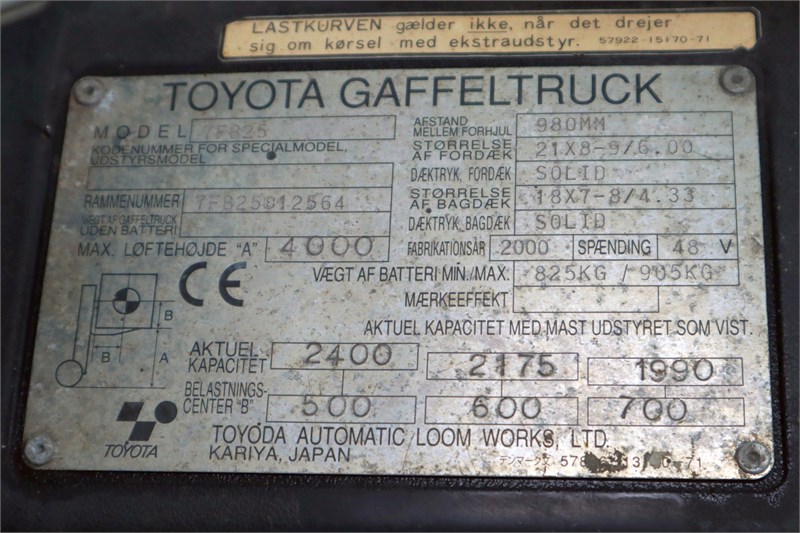 LASTKURVEN gælder ikke, når det drejer
sig om kørsel med ekstraudstyr. 57922-15170-71
TOYOTA GAFFELTRUCK
MODEL 7FB25
KODENUMMER FOR SPECIALMODEL,
UDSTYRSMODEL
RAMMENUMMER 7FB25812564
VÆGT AF GAFFELTRUCK
UDEN BATTERI
MAX. LØFTEHØJDE "A" 4000
AFSTAND
MELLEM FORHJUL 980MM
STØRRELSE
AF FORDÆK 21X8-9/6.00
DÆKTRYK, FORDÆK SOLID
STØRRELSE
AF BAGDÆK 18X7-8/4.33
DÆKTRYK, BAGDÆK SOLID
FABRIKATIONSÅR 2000 SPÆNDING 48 V
VÆGT AF BATTERI MIN./MAX. 825KG / 905KG
MÆRKEEFFEKT
CE
B
B
A
AKTUEL KAPACITET MED MAST UDSTYRET SOM VIST.
AKTUEL
KAPACITET 2400 2175 1990
BELASTNINGS-
CENTER "B" 500 600 700
TOYOTA
TOYODA AUTOMATIC LOOM WORKS, LTD.
KARIYA, JAPAN